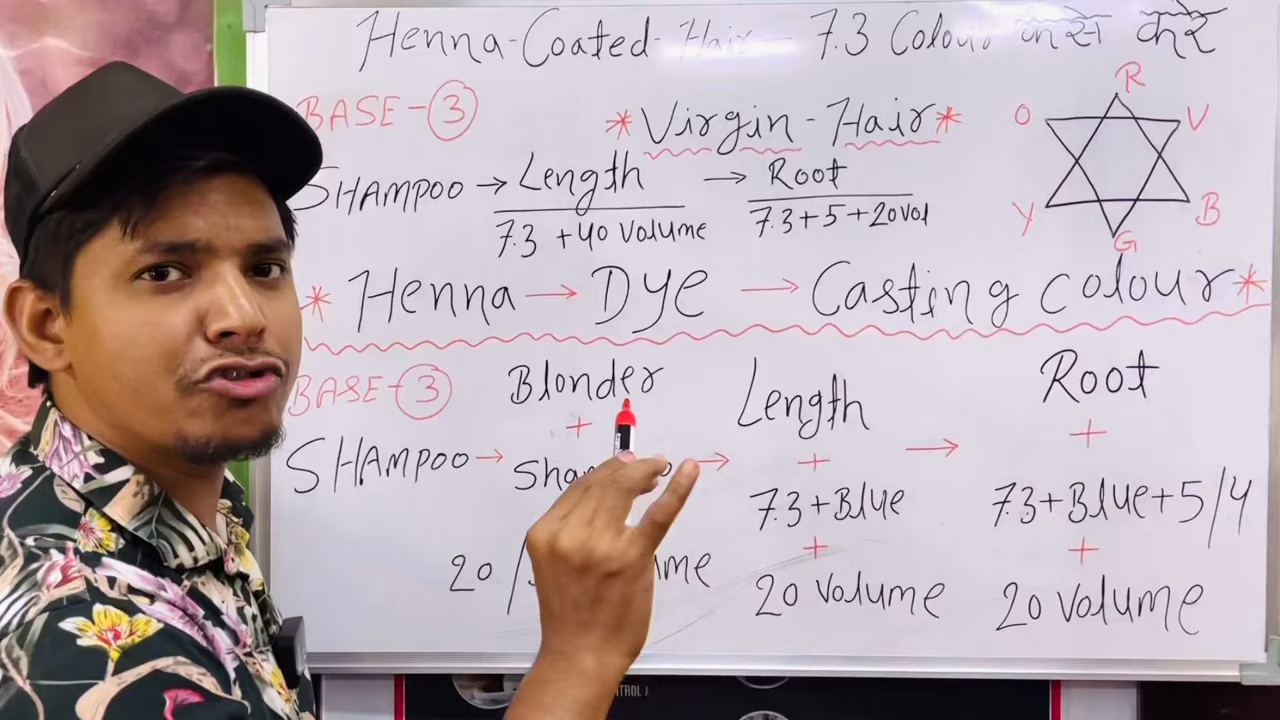 Henna-Coated-Hair - 7.3 Colour कैसे करे
BASE-3
* Virgin-Hair *
SHAMPOO → Length → Root
7.3 + 40 Volume
7.3+5+20Vol
R
O
V
Y
B
G
* Henna → Dye → Casting colour *
BASE-3
Blonder
+
SHAMPOO →
20 /
→
Length
+
7.3+Blue
+
20 Volume
→
Root
+
7.3+Blue+5/4
+
20 Volume